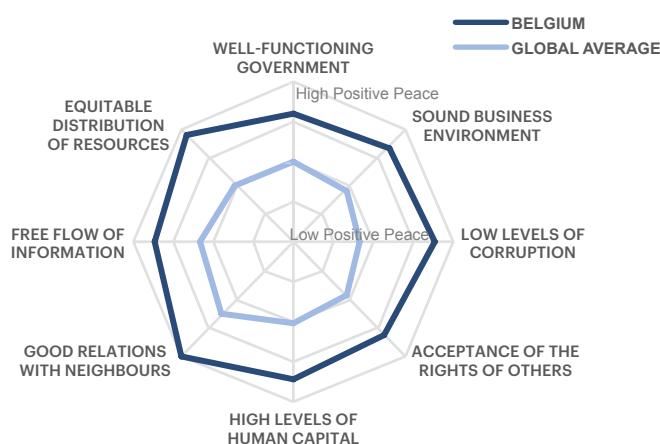 BELGIUM
GLOBAL AVERAGE
WELL-FUNCTIONING
GOVERNMENT
High Positive Peace
EQUITABLE
DISTRIBUTION
OF RESOURCES
SOUND BUSINESS
ENVIRONMENT
FREE FLOW OF
INFORMATION
Low Positive Peace
LOW LEVELS OF
CORRUPTION
GOOD RELATIONS
WITH NEIGHBOURS
ACCEPTANCE OF THE
RIGHTS OF OTHERS
HIGH LEVELS OF
HUMAN CAPITAL